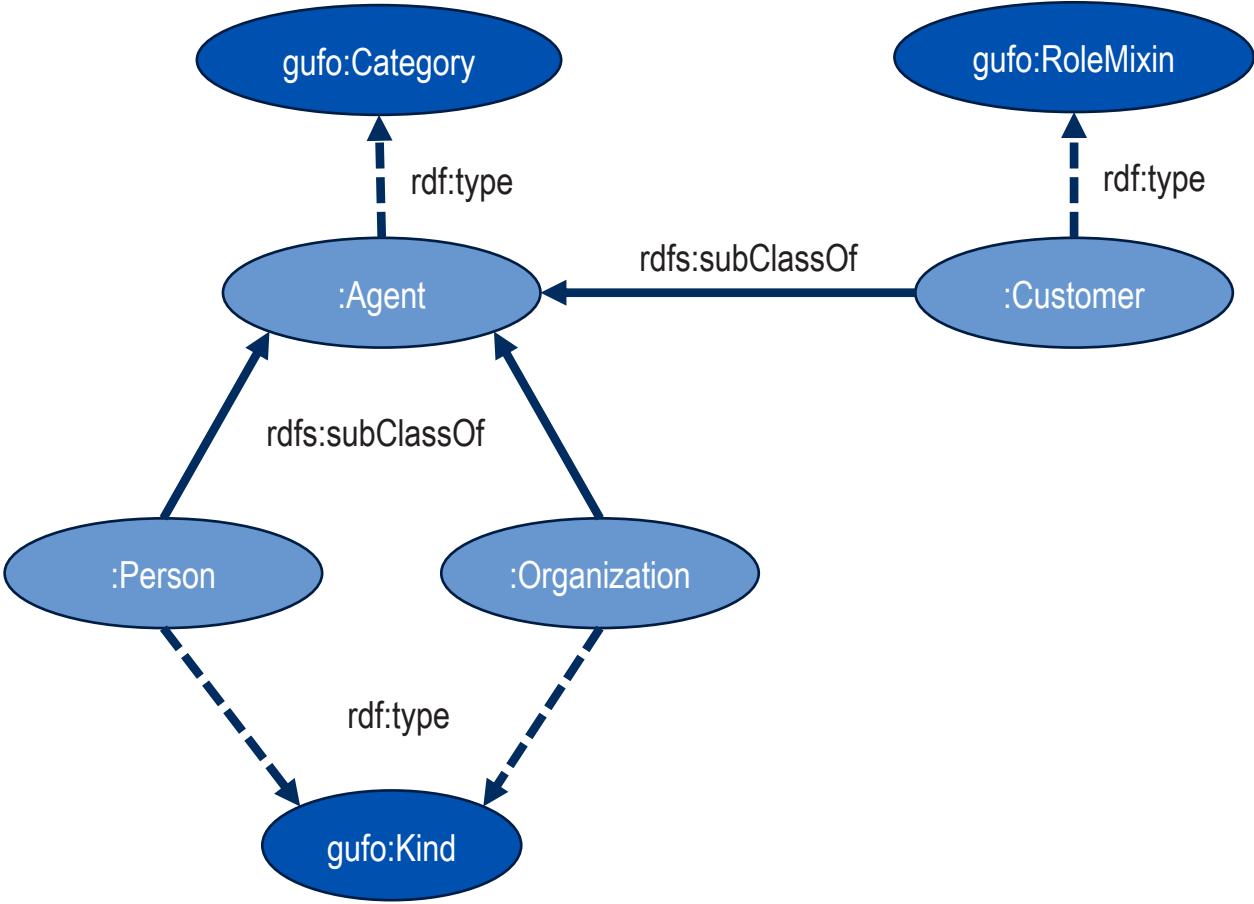 gufo:Category
gufo:RoleMixin
rdf:type
rdf:type
rdfs:subClassOf
:Agent
:Customer
rdfs:subClassOf
:Person
:Organization
rdf:type
gufo:Kind